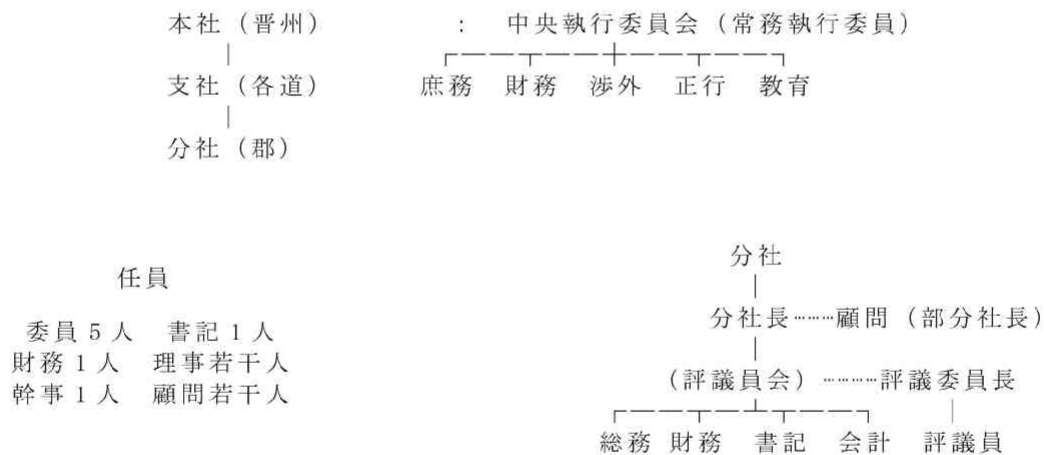 本社（晋州） : 中央執行委員会（常務執行委員）
支社（各道） 庶務 財務 渉外 正行 教育
分社（郡）
分社
任員
分社長………顧問（部分社長）
委員5人 書記1人
財務1人 理事若干人
（評議員会）………評議委員長
幹事1人 顧問若干人
総務 財務 書記 会計 評議員